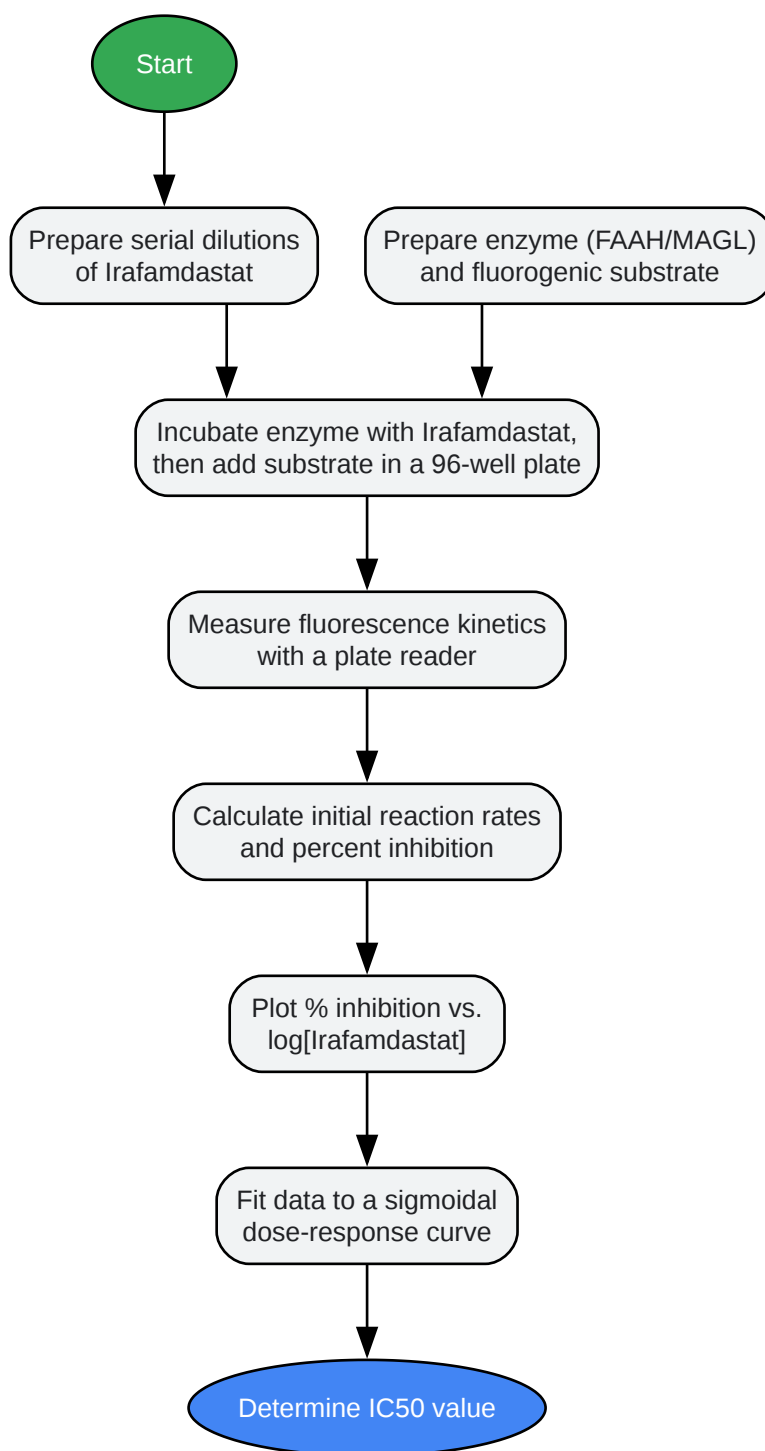 Start
Prepare serial dilutions
of Irafamdastat
Prepare enzyme (FAAH/MAGL)
and fluorogenic substrate
Incubate enzyme with Irafamdastat,
then add substrate in a 96-well plate
Measure fluorescence kinetics
with a plate reader
Calculate initial reaction rates
and percent inhibition
Plot % inhibition vs.
log[Irafamdastat]
Fit data to a sigmoidal
dose-response curve
Determine IC50 value